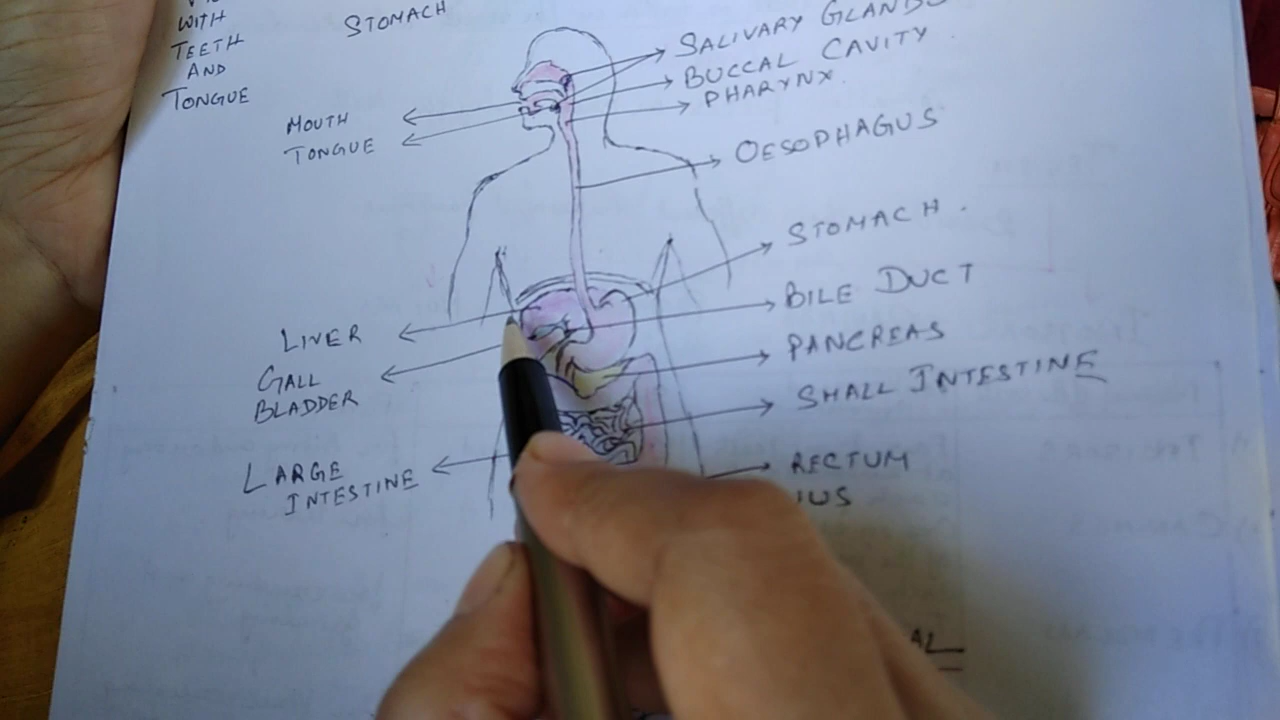 WITH
TEETH
AND
TONGUE
STOMACH
SALIVARY GLANDS
BUCCAL CAVITY
PHARYNX
MOUTH
TONGUE
OESOPHAGUS
STOMACH
BILE DUCT
LIVER
PANCREAS
GALL
BLADDER
SMALL INTESTINE
LARGE
INTESTINE
RECTUM